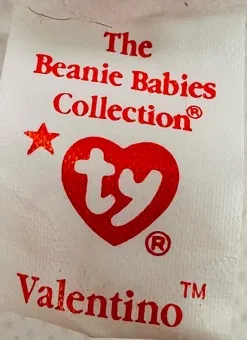 The
Beanie Babies
Collection®
ty®
Valentino™